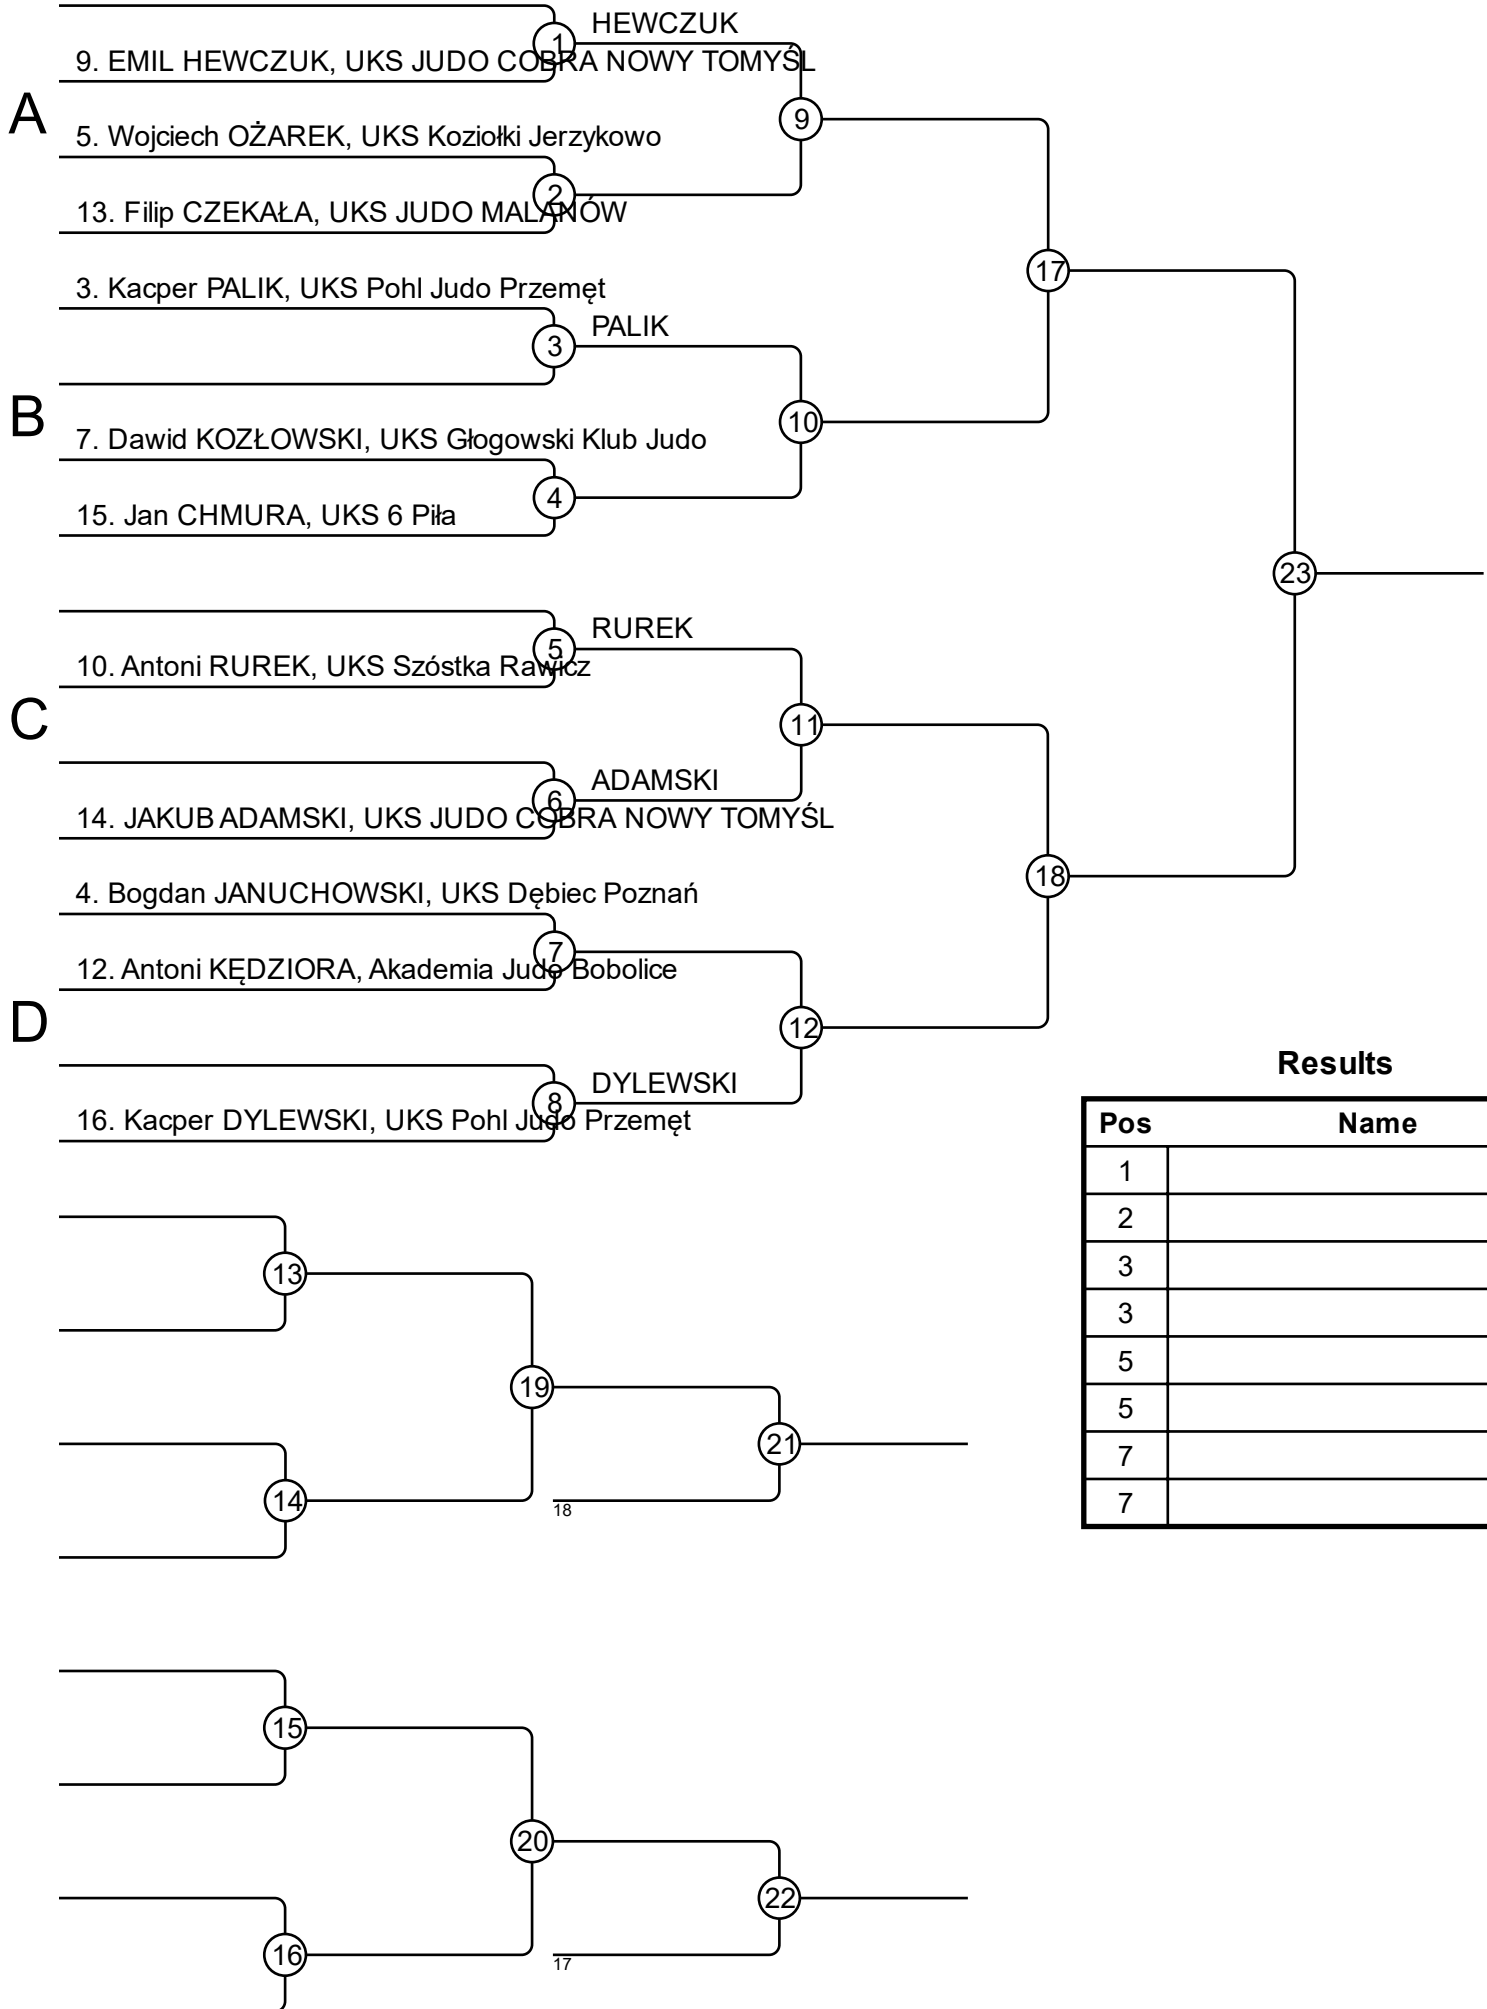 HEWCZUK
1
9. EMIL HEWCZUK, UKS JUDO COBRA NOWY TOMYŚL
A
9
5. Wojciech OŻAREK, UKS Koziołki Jerzykowo
2
13. Filip CZEKAŁA, UKS JUDO MALANÓW
17
3. Kacper PALIK, UKS Pohl Judo Przemęt
PALIK
3
B
10
7. Dawid KOZŁOWSKI, UKS Głogowski Klub Judo
4
15. Jan CHMURA, UKS 6 Piła
23
RUREK
5
10. Antoni RUREK, UKS Szóstka Rawicz
C
11
ADAMSKI
6
14. JAKUB ADAMSKI, UKS JUDO COBRA NOWY TOMYŚL
18
4. Bogdan JANUCHOWSKI, UKS Dębiec Poznań
7
12. Antoni KĘDZIORA, Akademia Judo Bobolice
D
12
DYLEWSKI
8
16. Kacper DYLEWSKI, UKS Pohl Judo Przemęt
Results
Pos Name
1
2
3
3
5
5
7
7
13
19
21
14
18
15
20
22
16
17